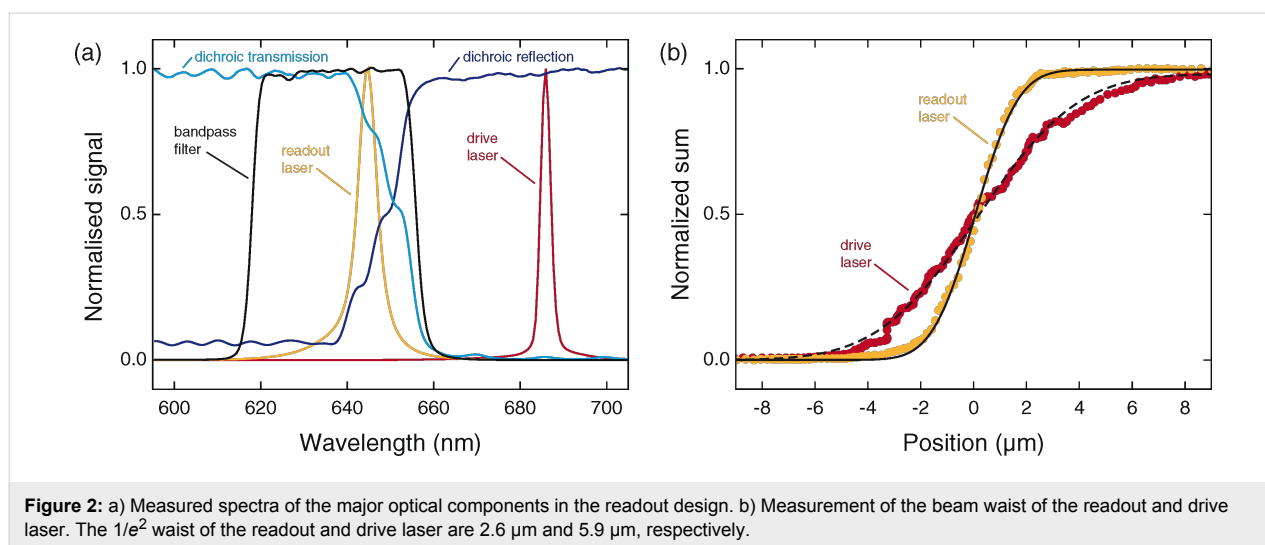 (a)
dichroic transmission
dichroic reflection
1.0
bandpass
filter
readout
laser
drive
laser
0.5
0.0
Normalised signal
600 620 640 660 680 700
Wavelength (nm)
(b)
1.0
readout
laser
0.5
drive
laser
0.0
Normalized sum
-8 -6 -4 -2 0 2 4 6 8
Position (µm)
Figure 2: a) Measured spectra of the major optical components in the readout design. b) Measurement of the beam waist of the readout and drive
laser. The 1/e² waist of the readout and drive laser are 2.6 µm and 5.9 µm, respectively.